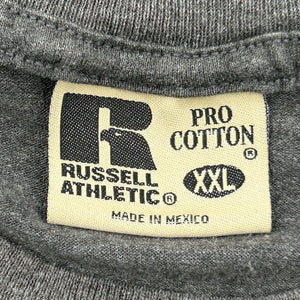 R
RUSSELL
ATHLETIC®
PRO
COTTON®
XXL
MADE IN MEXICO